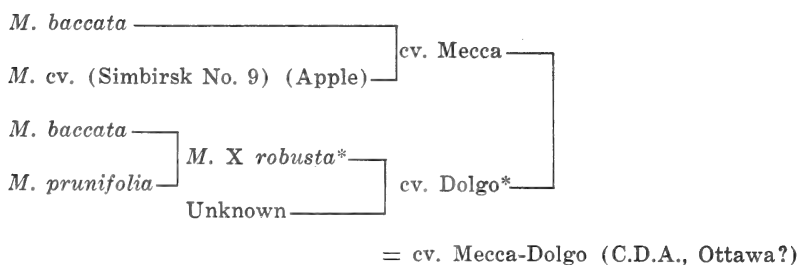 M. baccata
cv. Mecca
M. cv. (Simbirsk No. 9) (Apple)
M. baccata
M. X robusta*
M. prunifolia
cv. Dolgo*
Unknown
= cv. Mecca-Dolgo (C.D.A., Ottawa?)